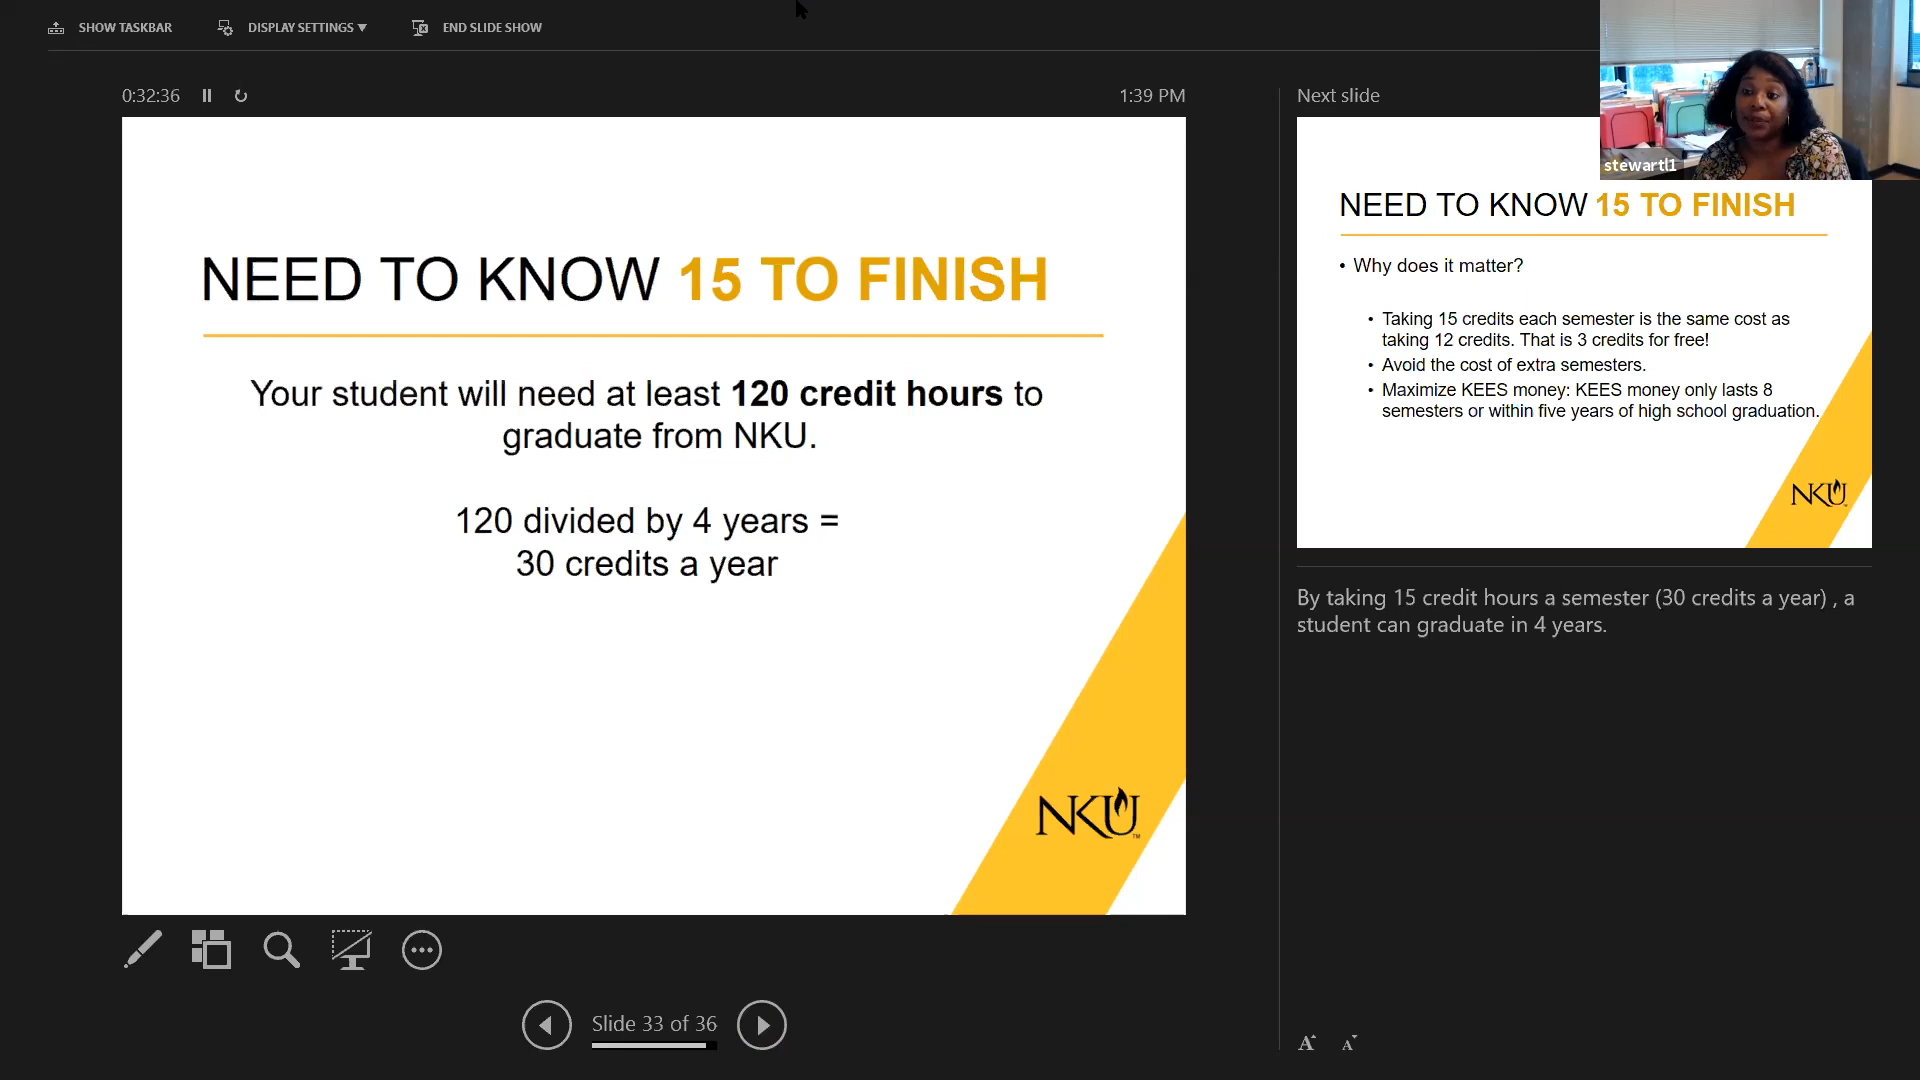 SHOW TASKBAR
DISPLAY SETTINGS
END SLIDE SHOW
0:32:36
1:39 PM
NEED TO KNOW 15 TO FINISH
Your student will need at least 120 credit hours to
graduate from NKU.
120 divided by 4 years =
30 credits a year
NKU
TM
Slide 33 of 36
Next slide
stewartl1
NEED TO KNOW 15 TO FINISH
• Why does it matter?
• Taking 15 credits each semester is the same cost as
taking 12 credits. That is 3 credits for free!
• Avoid the cost of extra semesters.
• Maximize KEES money: KEES money only lasts 8
semesters or within five years of high school graduation.
NKU
By taking 15 credit hours a semester (30 credits a year) , a
student can graduate in 4 years.
A A